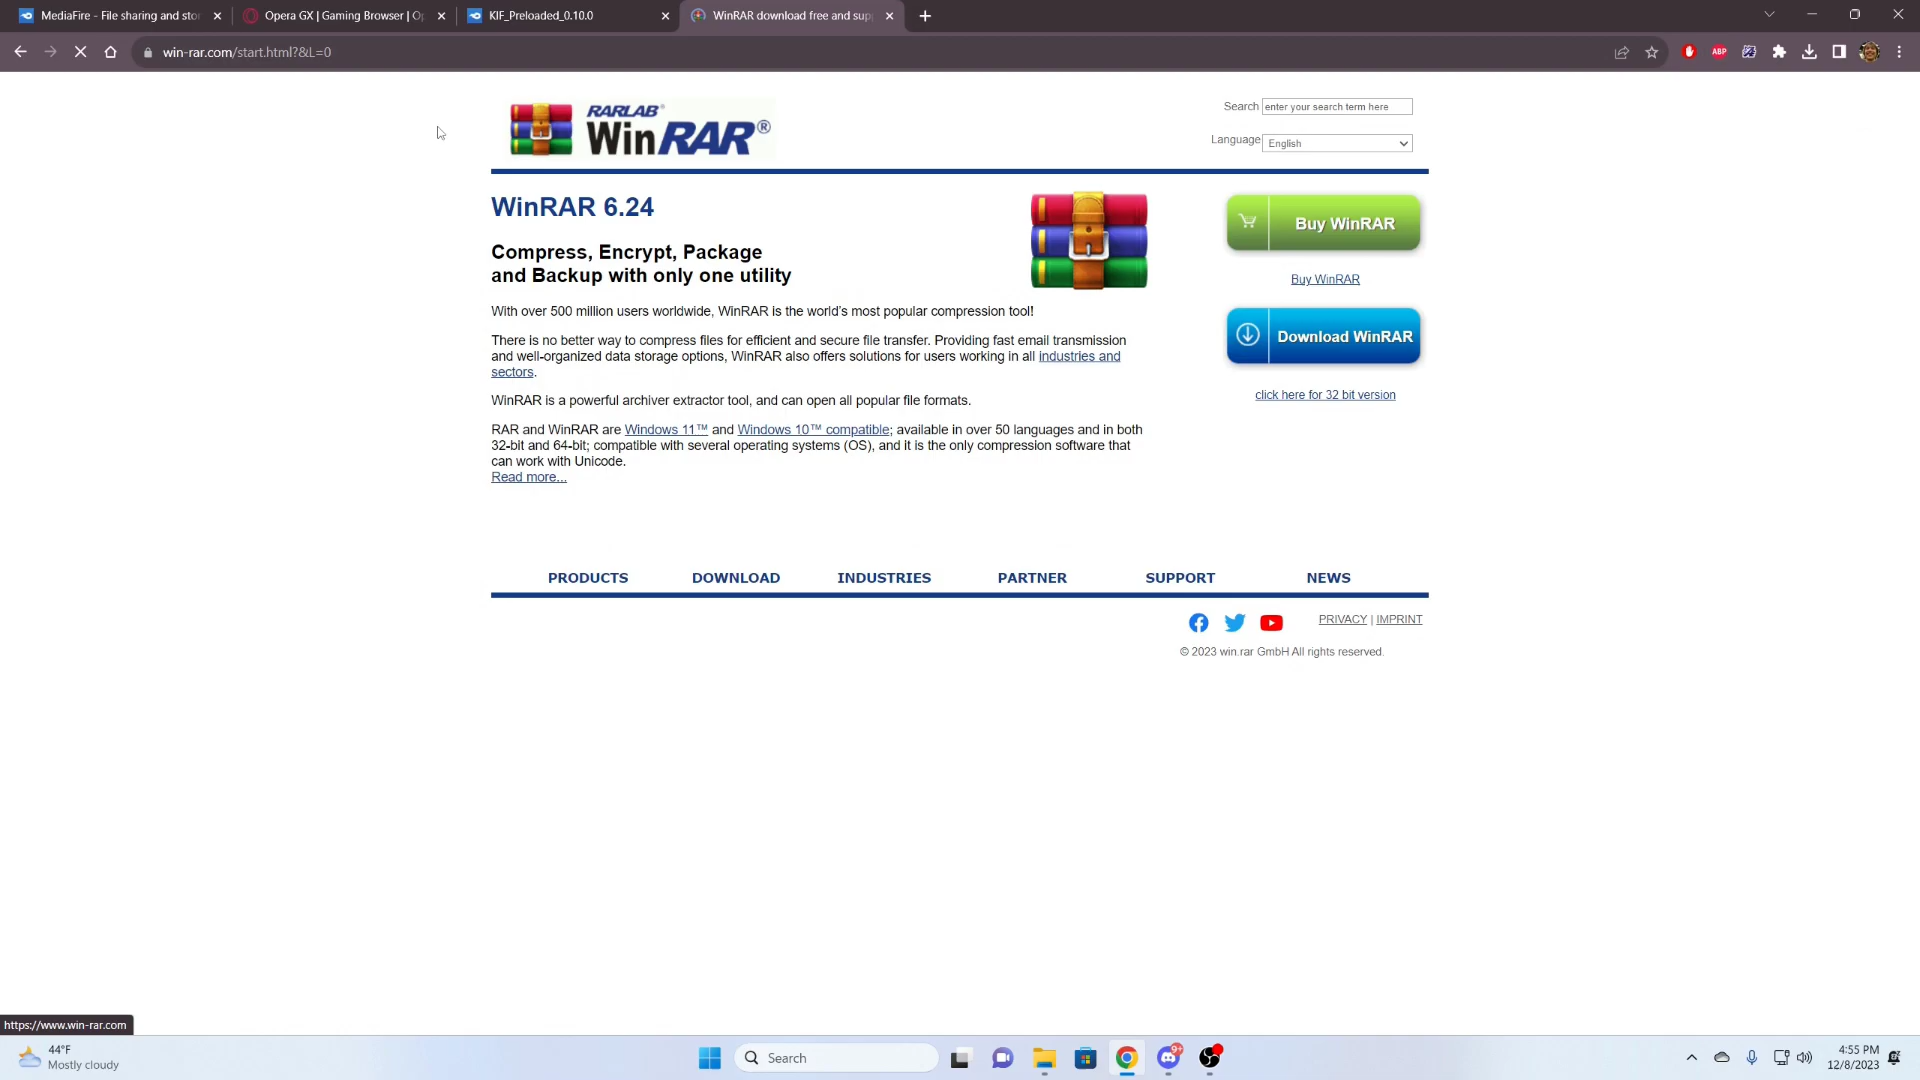 MediaFire - File sharing and sto
Opera GX | Gaming Browser | Op
KIF_Preloaded_0.10.0
WinRAR download free and sup
win-rar.com/start.html?&L=0
ABP
RARLAB®
WinRAR®
Search enter your search term here
Language English
WinRAR 6.24
Compress, Encrypt, Package
and Backup with only one utility
With over 500 million users worldwide, WinRAR is the world's most popular compression tool!
There is no better way to compress files for efficient and secure file transfer. Providing fast email transmission
and well-organized data storage options, WinRAR also offers solutions for users working in all industries and
sectors.
WinRAR is a powerful archiver extractor tool, and can open all popular file formats.
RAR and WinRAR are Windows 11™ and Windows 10™ compatible; available in over 50 languages and in both
32-bit and 64-bit; compatible with several operating systems (OS), and it is the only compression software that
can work with Unicode.
Read more...
Buy WinRAR
Buy WinRAR
Download WinRAR
click here for 32 bit version
PRODUCTS DOWNLOAD INDUSTRIES PARTNER SUPPORT NEWS
PRIVACY | IMPRINT
© 2023 win.rar GmbH All rights reserved.
https://www.win-rar.com
44°F
Mostly cloudy
Search
9+
4:55 PM
12/8/2023